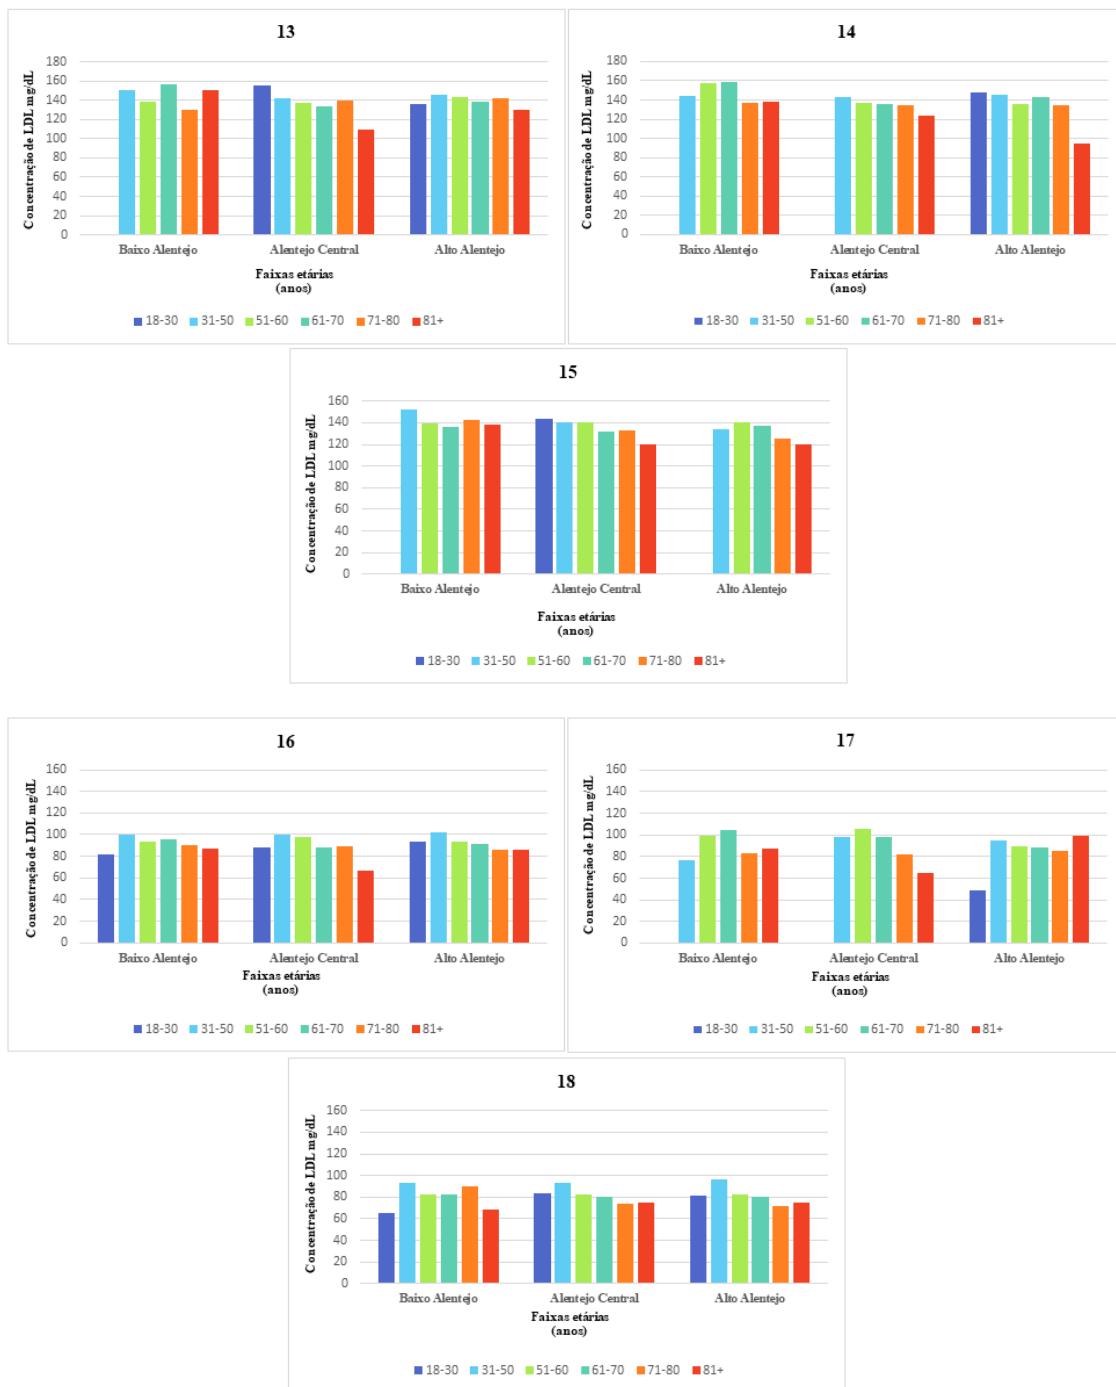 13
Concentração de LDL mg/dL
180
160
140
120
100
80
60
40
20
0
Baixo Alentejo Alentejo Central Alto Alentejo
Faixas etárias
(anos)
18-30 31-50 51-60 61-70 71-80 81+
14
Concentração de LDL mg/dL
180
160
140
120
100
80
60
40
20
0
Baixo Alentejo Alentejo Central Alto Alentejo
Faixas etárias
(anos)
18-30 31-50 51-60 61-70 71-80 81+
15
Concentração de LDL mg/dL
160
140
120
100
80
60
40
20
0
Baixo Alentejo Alentejo Central Alto Alentejo
Faixas etárias
(anos)
18-30 31-50 51-60 61-70 71-80 81+
16
Concentração de LDL mg/dL
160
140
120
100
80
60
40
20
0
Baixo Alentejo Alentejo Central Alto Alentejo
Faixas etárias
(anos)
18-30 31-50 51-60 61-70 71-80 81+
17
Concentração de LDL mg/dL
160
140
120
100
80
60
40
20
0
Baixo Alentejo Alentejo Central Alto Alentejo
Faixas etárias
(anos)
18-30 31-50 51-60 61-70 71-80 81+
18
Concentração de LDL mg/dL
160
140
120
100
80
60
40
20
0
Baixo Alentejo Alentejo Central Alto Alentejo
Faixas etárias
(anos)
18-30 31-50 51-60 61-70 71-80 81+